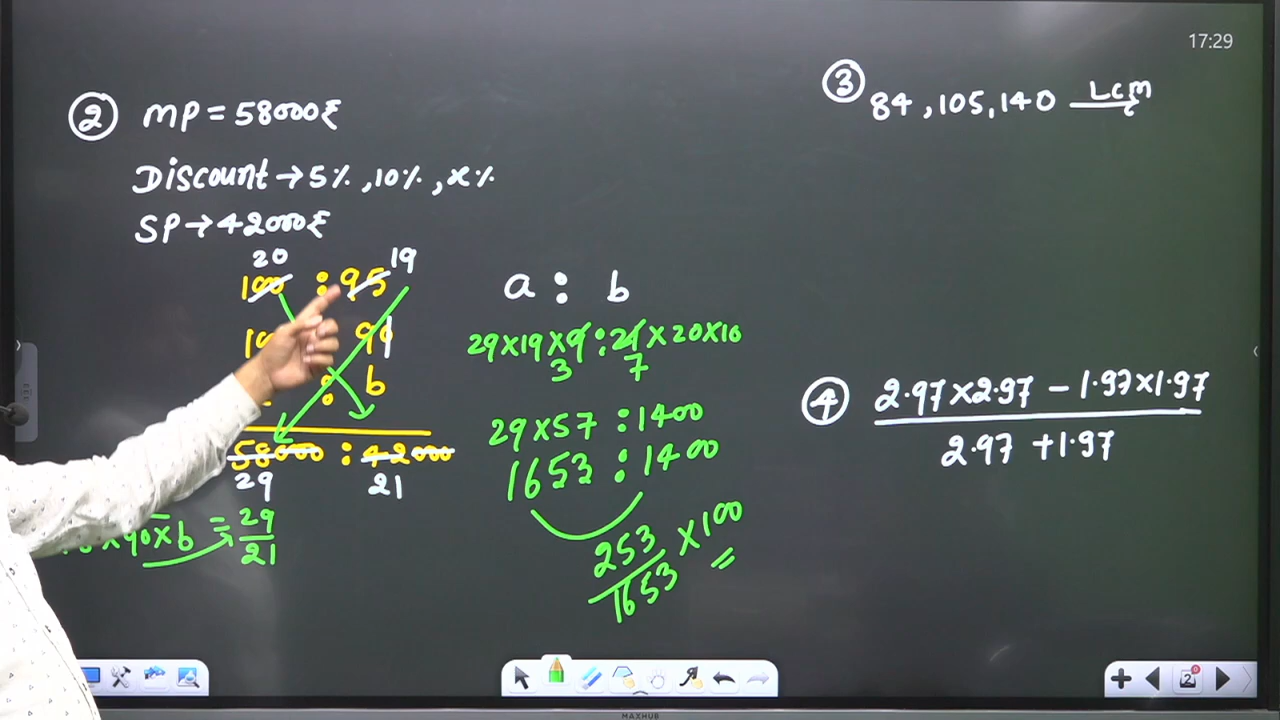 17:29
② MP = 58000₹
Discount → 5%, 10%, x%
SP → 42000₹
20 19
100 : 95
: b
58000 : 42000
29 21
90 × b = 29/21
a : b
29×19×9 : 21×20×10
3 7
29×57 : 1400
1653 : 1400
253/1653 × 100
③ 84, 105, 140 LCM
④ 2.97×2.97 − 1.97×1.97
2.97 + 1.97
2
MAXHUB